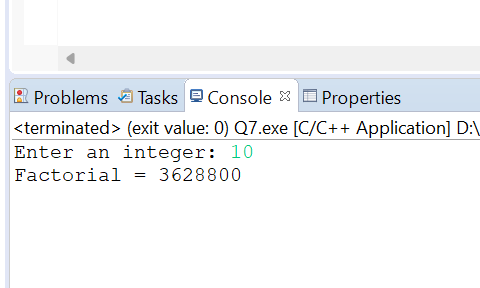 Problems Tasks Console Properties
<terminated> (exit value: 0) Q7.exe [C/C++ Application] D:\
Enter an integer: 10
Factorial = 3628800